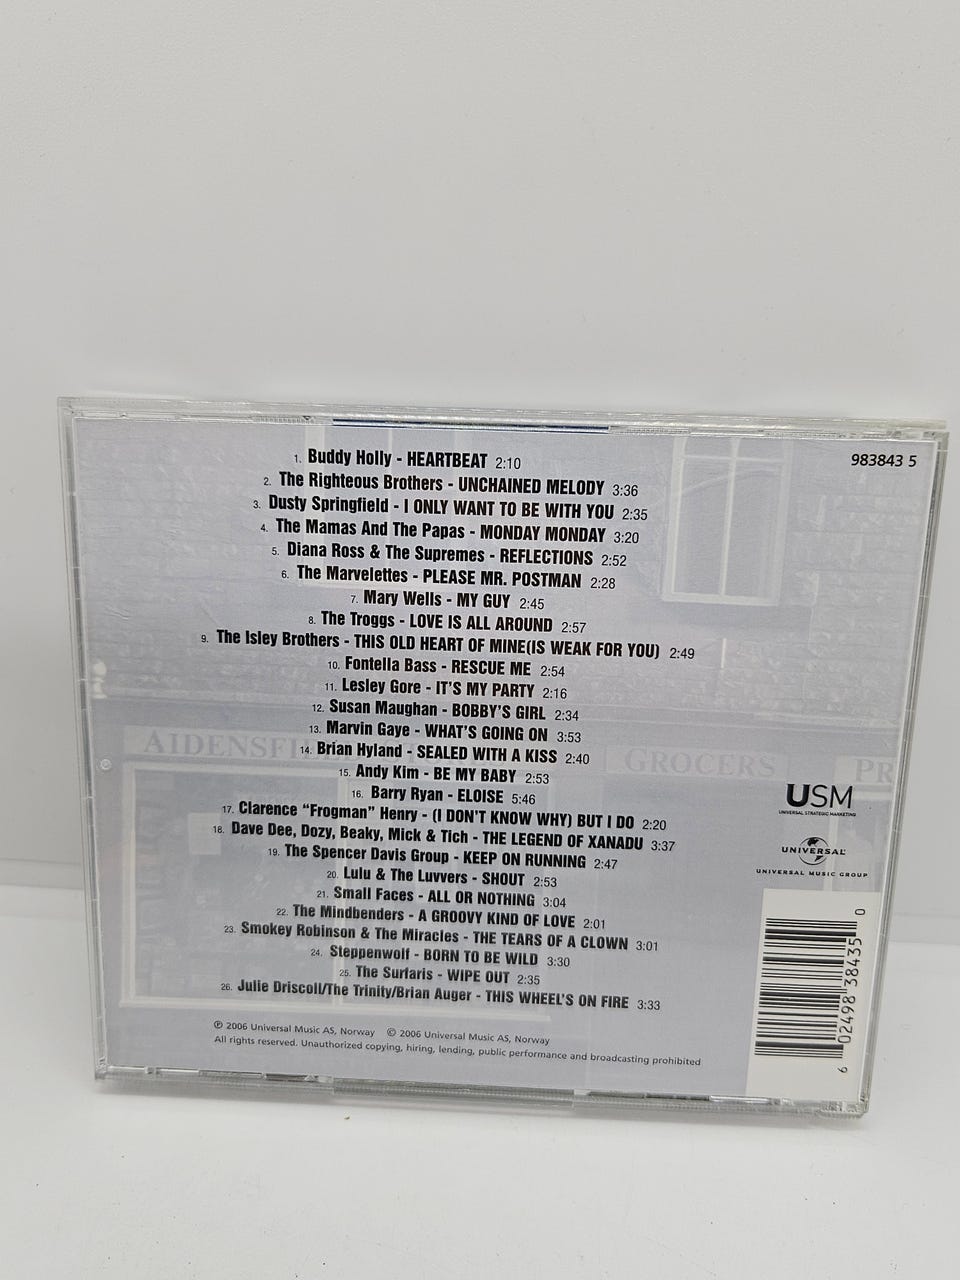 983843 5
1. Buddy Holly - HEARTBEAT 2:10
2. The Righteous Brothers - UNCHAINED MELODY 3:36
3. Dusty Springfield - I ONLY WANT TO BE WITH YOU 2:35
4. The Mamas And The Papas - MONDAY MONDAY 3:20
5. Diana Ross & The Supremes - REFLECTIONS 2:52
6. The Marvelettes - PLEASE MR. POSTMAN 2:28
7. Mary Wells - MY GUY 2:45
8. The Troggs - LOVE IS ALL AROUND 2:57
9. The Isley Brothers - THIS OLD HEART OF MINE(IS WEAK FOR YOU) 2:49
10. Fontella Bass - RESCUE ME 2:54
11. Lesley Gore - IT'S MY PARTY 2:16
12. Susan Maughan - BOBBY'S GIRL 2:34
13. Marvin Gaye - WHAT'S GOING ON 3:53
14. Brian Hyland - SEALED WITH A KISS 2:40
15. Andy Kim - BE MY BABY 2:53
16. Barry Ryan - ELOISE 5:46
17. Clarence "Frogman" Henry - (I DON'T KNOW WHY) BUT I DO 2:20
18. Dave Dee, Dozy, Beaky, Mick & Tich - THE LEGEND OF XANADU 3:37
19. The Spencer Davis Group - KEEP ON RUNNING 2:47
20. Lulu & The Luvvers - SHOUT 2:53
21. Small Faces - ALL OR NOTHING 3:04
22. The Mindbenders - A GROOVY KIND OF LOVE 2:01
23. Smokey Robinson & The Miracles - THE TEARS OF A CLOWN 3:01
24. Steppenwolf - BORN TO BE WILD 3:30
25. The Surfaris - WIPE OUT 2:35
26. Julie Driscoll/The Trinity/Brian Auger - THIS WHEEL'S ON FIRE 3:33
℗ 2006 Universal Music AS, Norway © 2006 Universal Music AS, Norway
All rights reserved. Unauthorized copying, hiring, lending, public performance and broadcasting prohibited
GROCERS
PR
USM
UNIVERSAL STRATEGIC MARKETING
UNIVERSAL
UNIVERSAL MUSIC GROUP
6 02498 38435 0